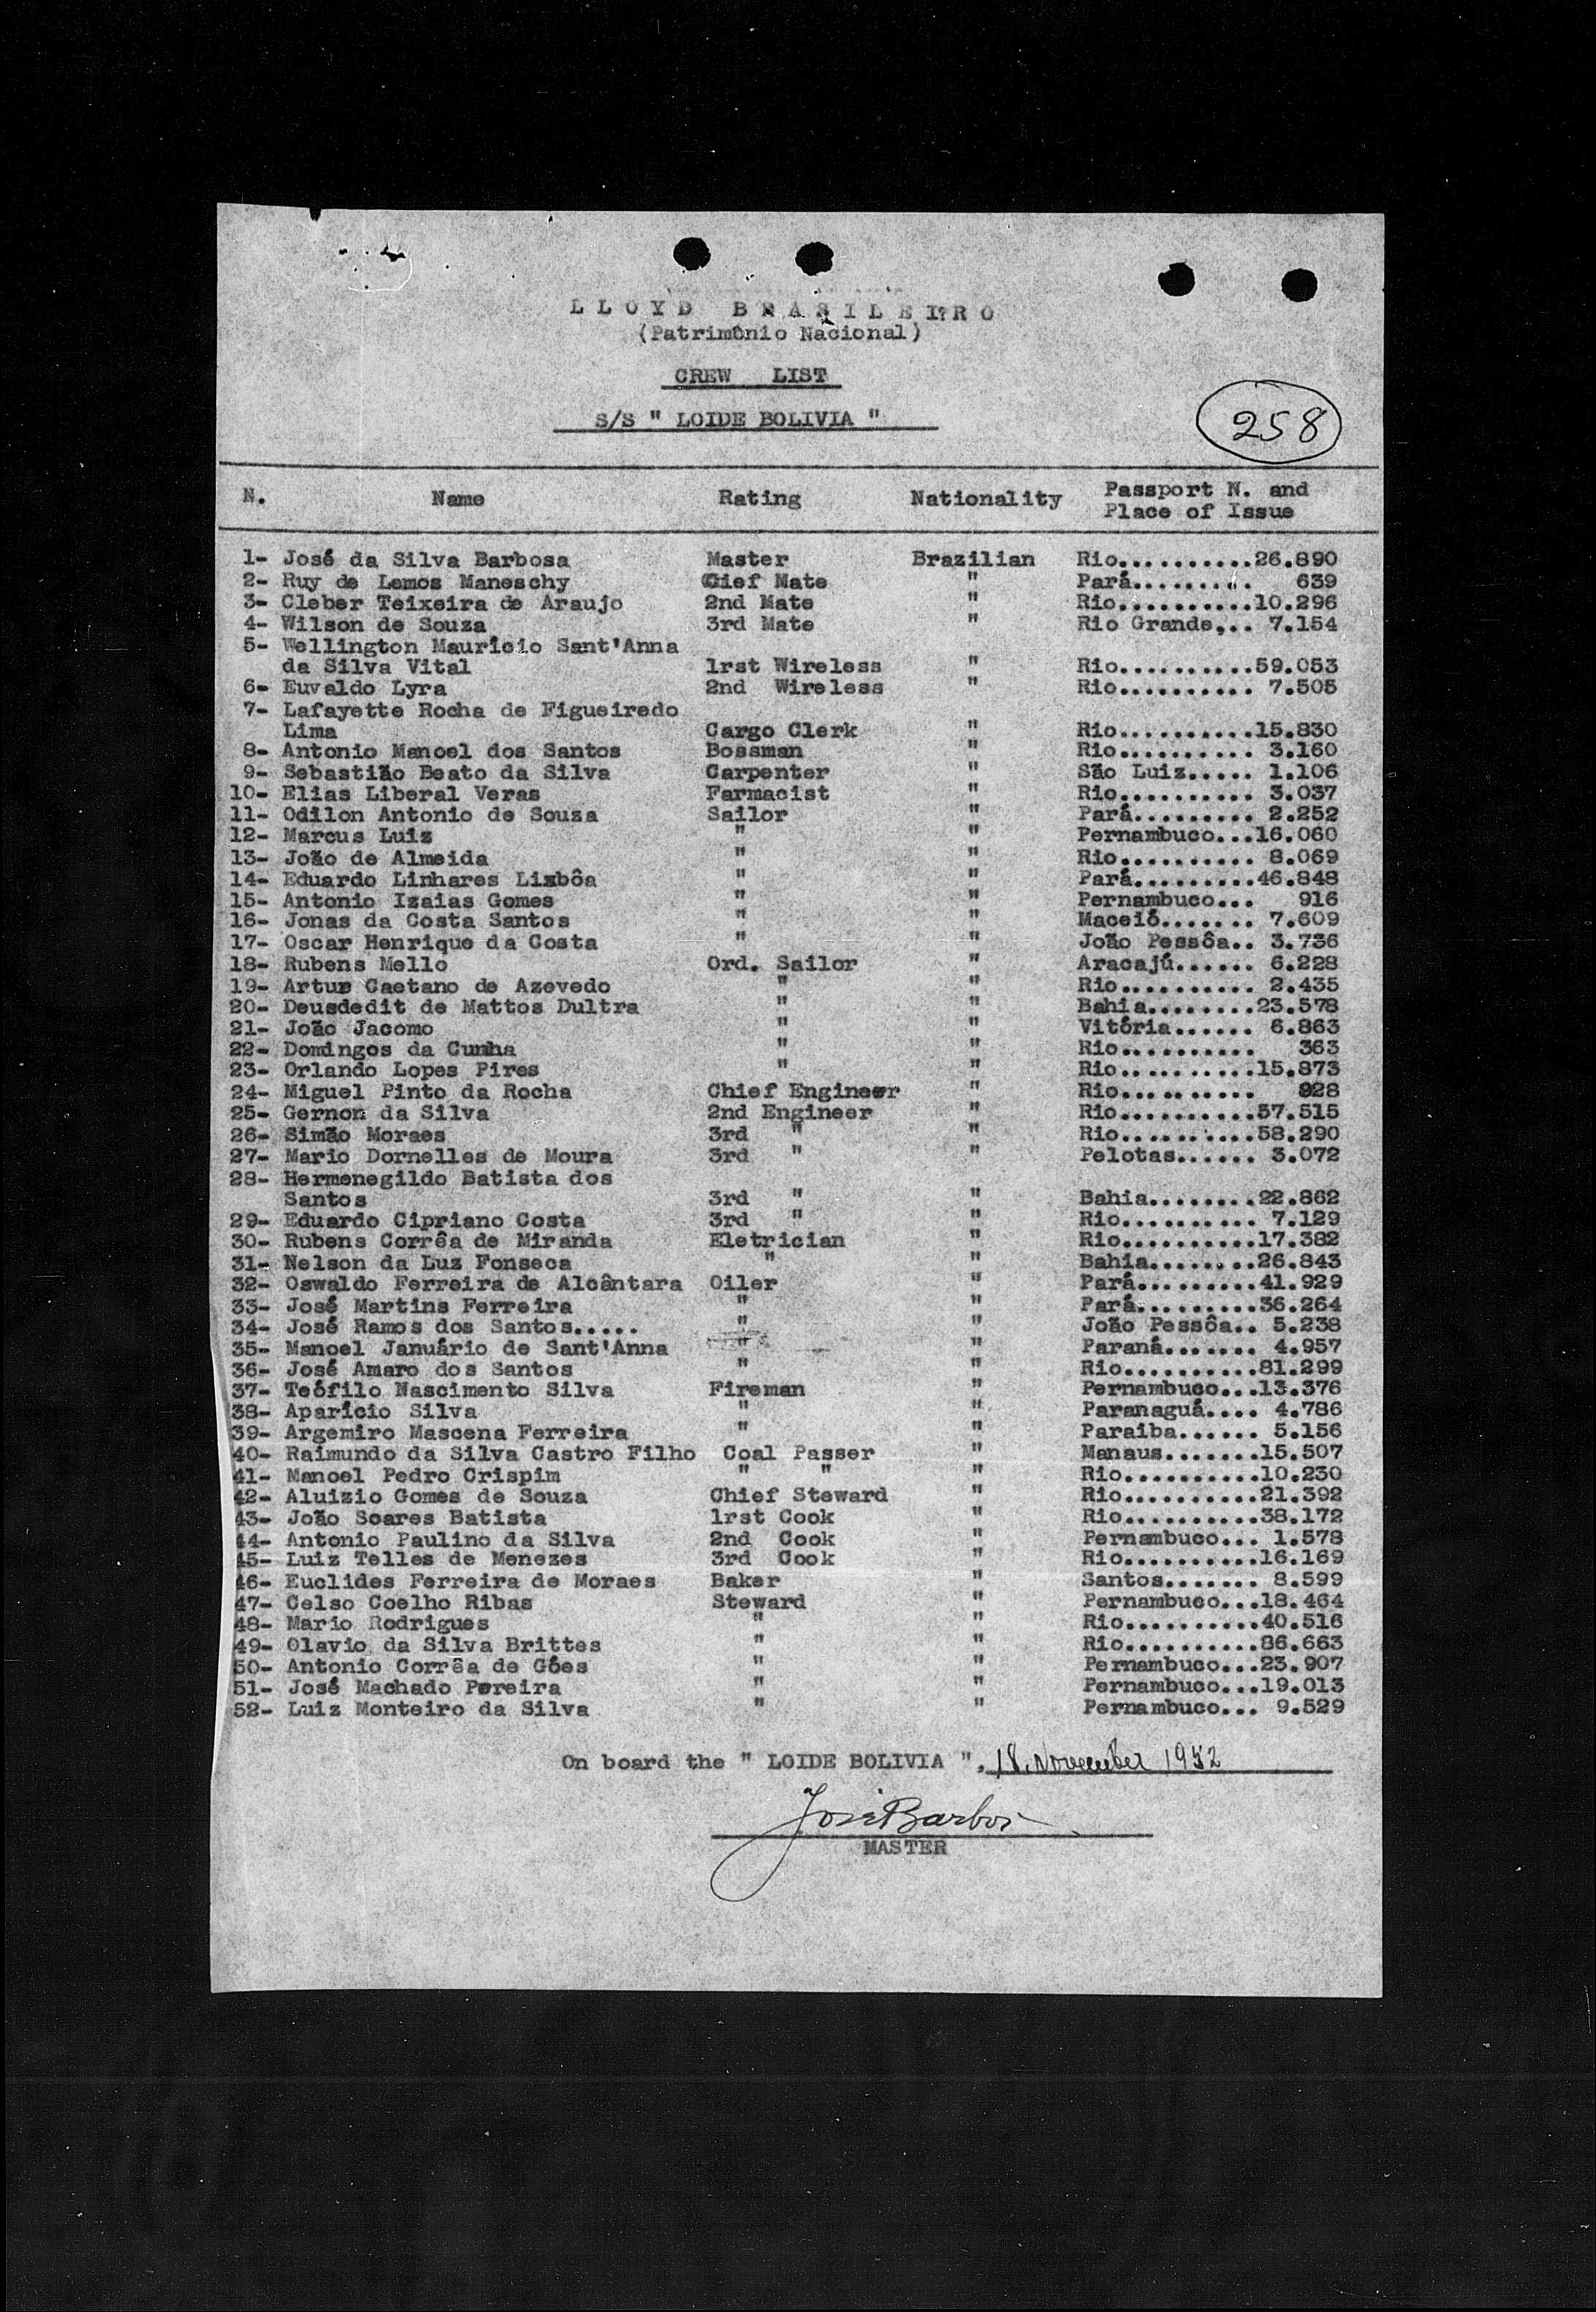 LLOYD BRASILEIRO
(Patrimônio Nacional)
CREW LIST
S/S " LOIDE BOLIVIA "
258
N. Name Rating Nationality Passport N. and
Place of Issue
1- José da Silva Barbosa Master Brazilian Rio..........26.890
2- Ruy de Lemos Maneschy Cief Mate " Pará......... 639
3- Cleber Teixeira de Araujo 2nd Mate " Rio..........10.296
4- Wilson de Souza 3rd Mate " Rio Grande... 7.154
5- Wellington Maurício Sant'Anna
da Silva Vital 1rst Wireless " Rio..........59.053
6- Euvaldo Lyra 2nd Wireless " Rio.......... 7.505
7- Lafayette Rocha de Figueiredo
Lima Cargo Clerk " Rio..........15.830
8- Antonio Manoel dos Santos Bossman " Rio.......... 3.160
9- Sebastião Beato da Silva Carpenter " São Luiz..... 1.106
10- Elias Liberal Veras Farmacist " Rio.......... 3.037
11- Odilon Antonio de Souza Sailor " Pará......... 2.252
12- Marcus Luiz " " Pernambuco...16.060
13- João de Almeida " " Rio.......... 8.069
14- Eduardo Linhares Lisbôa " " Pará.........46.848
15- Antonio Izaias Gomes " " Pernambuco... 916
16- Jonas da Costa Santos " " Maceió....... 7.609
17- Oscar Henrique da Costa " " João Pessôa.. 3.736
18- Rubens Mello Ord. Sailor " Aracajú...... 6.228
19- Artur Caetano de Azevedo " " Rio.......... 2.435
20- Deusdedit de Mattos Dultra " " Bahia........23.578
21- João Jacomo " " Vitória...... 6.863
22- Domingos da Cunha " " Rio.......... 363
23- Orlando Lopes Pires " " Rio..........15.873
24- Miguel Pinto da Rocha Chief Engineer " Rio.......... 928
25- Gernon da Silva 2nd Engineer " Rio..........57.515
26- Simão Moraes 3rd " " Rio..........58.290
27- Mario Dornelles de Moura 3rd " " Pelotas...... 3.072
28- Hermenegildo Batista dos
Santos 3rd " " Bahia........22.862
29- Eduardo Cipriano Costa 3rd " " Rio.......... 7.129
30- Rubens Corrêa de Miranda Eletrician " Rio..........17.382
31- Nelson da Luz Fonseca " " Bahia........26.843
32- Oswaldo Ferreira de Alcântara Oiler " Pará.........41.929
33- José Martins Ferreira " " Pará.........36.264
34- José Ramos dos Santos..... " " João Pessôa.. 5.238
35- Manoel Januário de Sant'Anna " " Paraná....... 4.957
36- José Amaro dos Santos " " Rio..........81.299
37- Teófilo Nascimento Silva Fireman " Pernambuco...13.376
38- Aparício Silva " " Paranaguá.... 4.786
39- Argemiro Mascena Ferreira " " Paraiba...... 5.156
40- Raimundo da Silva Castro Filho Coal Passer " Manaus.......15.507
41- Manoel Pedro Crispim " " " Rio..........10.230
42- Aluizio Gomes de Souza Chief Steward " Rio..........21.392
43- João Soares Batista 1rst Cook " Rio..........38.172
44- Antonio Paulino da Silva 2nd Cook " Pernambuco... 1.578
45- Luiz Telles de Menezes 3rd Cook " Rio..........16.169
46- Euclides Ferreira de Moraes Baker " Santos....... 8.599
47- Celso Coelho Ribas Steward " Pernambuco...18.464
48- Mario Rodrigues " " Rio..........40.516
49- Olavio da Silva Brittes " " Rio..........86.663
50- Antonio Corrêa de Góes " " Pernambuco...23.907
51- José Machado Pereira " " Pernambuco...19.013
52- Luiz Monteiro da Silva " " Pernambuco... 9.529
On board the " LOIDE BOLIVIA ", 18. November 1952
José Barbosa
MASTER